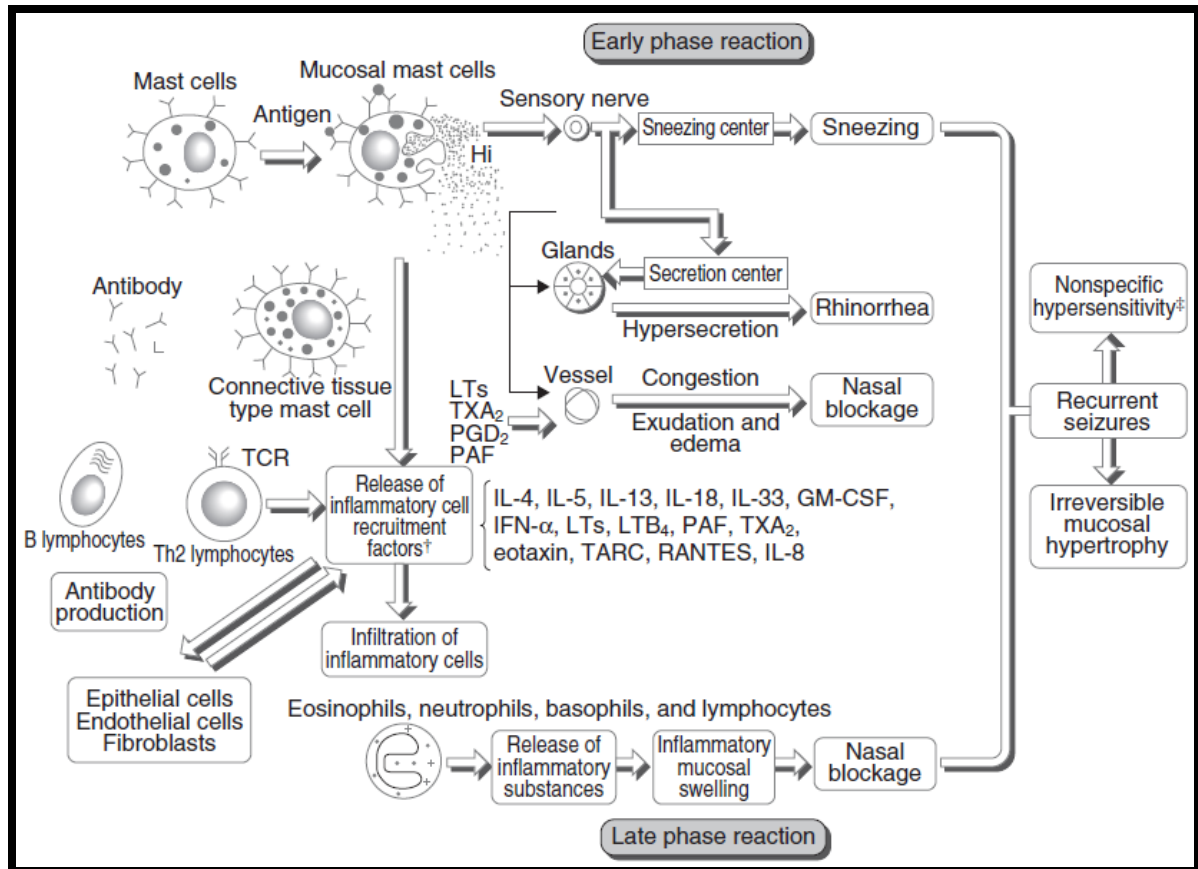 Early phase reaction
Mast cells
Mucosal mast cells
Antigen
Hi
Sensory nerve
Sneezing center
Sneezing
Glands
Secretion center
Hypersecretion
Rhinorrhea
Antibody
Connective tissue
type mast cell
LTs
TXA₂
PGD₂
PAF
Vessel
Congestion
Exudation and
edema
Nasal
blockage
Nonspecific
hypersensitivity‡
Recurrent
seizures
Irreversible
mucosal
hypertrophy
B lymphocytes
TCR
Th2 lymphocytes
Release of
inflammatory cell
recruitment
factors†
IL-4, IL-5, IL-13, IL-18, IL-33, GM-CSF,
IFN-α, LTs, LTB₄, PAF, TXA₂,
eotaxin, TARC, RANTES, IL-8
Antibody
production
Infiltration of
inflammatory cells
Epithelial cells
Endothelial cells
Fibroblasts
Eosinophils, neutrophils, basophils, and lymphocytes
Release of
inflammatory
substances
Inflammatory
mucosal
swelling
Nasal
blockage
Late phase reaction